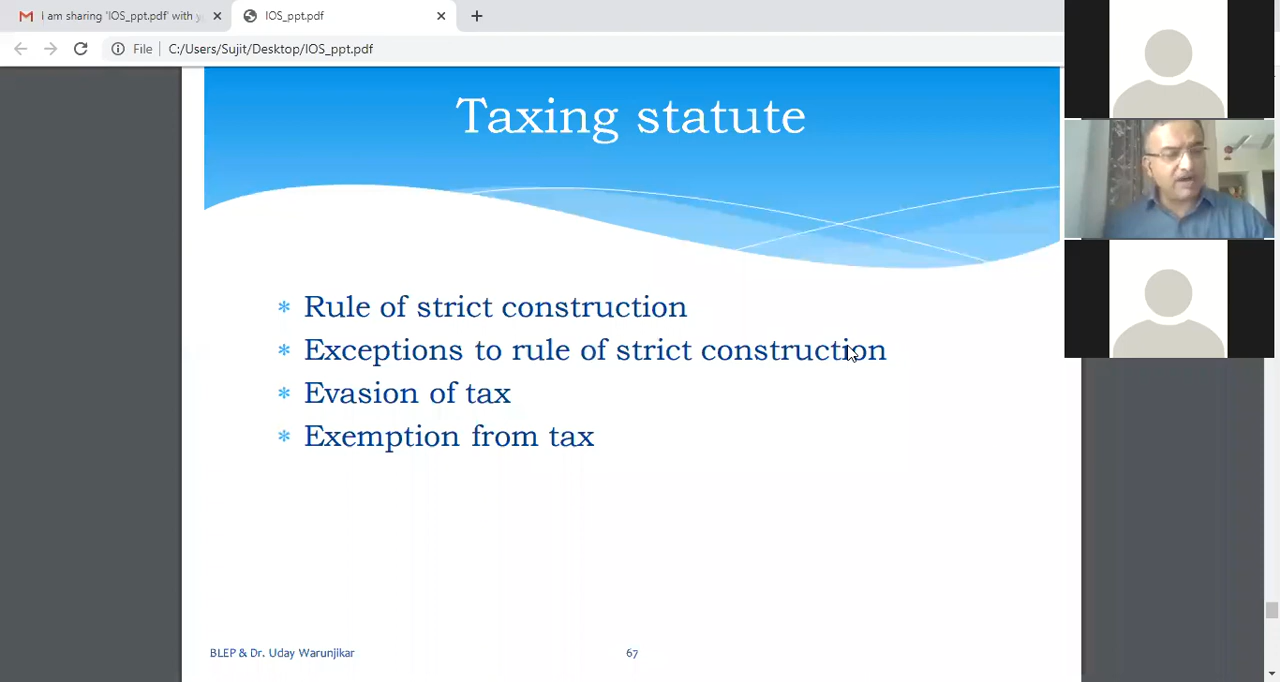 I am sharing 'IOS_ppt.pdf' with
IOS_ppt.pdf
File
C:/Users/Sujit/Desktop/IOS_ppt.pdf
Taxing statute
* Rule of strict construction
* Exceptions to rule of strict construction
* Evasion of tax
* Exemption from tax
BLEP & Dr. Uday Warunjikar
67